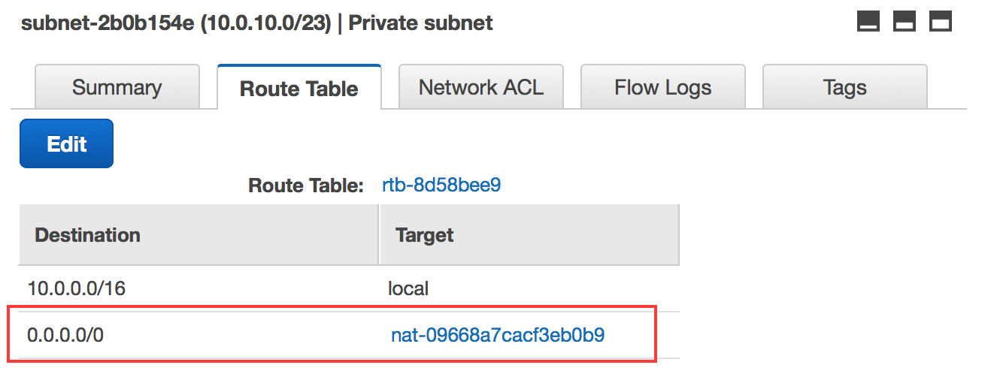 subnet-2b0b154e (10.0.10.0/23) | Private subnet
Summary Route Table Network ACL Flow Logs Tags
Edit
Route Table: rtb-8d58bee9
Destination Target
10.0.0.0/16 local
0.0.0.0/0 nat-09668a7cacf3eb0b9